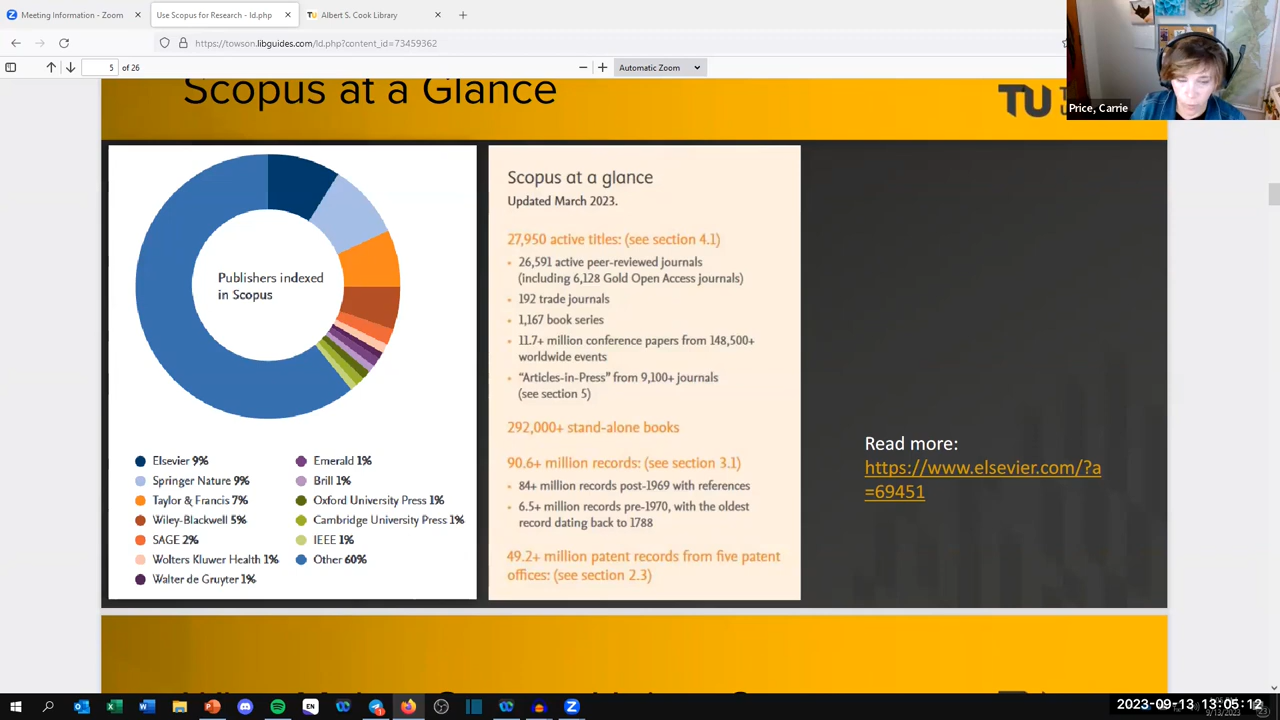 Meeting Information - Zoom
Use Scopus for Research - ld.php
Albert S. Cook Library
https://towson.libguides.com/ld.php?content_id=73459362
5 of 26
Automatic Zoom
Price, Carrie
Scopus at a Glance
TU
Publishers indexed
in Scopus
Elsevier 9%
Springer Nature 9%
Taylor & Francis 7%
Wiley-Blackwell 5%
SAGE 2%
Wolters Kluwer Health 1%
Walter de Gruyter 1%
Emerald 1%
Brill 1%
Oxford University Press 1%
Cambridge University Press 1%
IEEE 1%
Other 60%
Scopus at a glance
Updated March 2023.
27,950 active titles: (see section 4.1)
• 26,591 active peer-reviewed journals
(including 6,128 Gold Open Access journals)
• 192 trade journals
• 1,167 book series
• 11.7+ million conference papers from 148,500+
worldwide events
• “Articles-in-Press” from 9,100+ journals
(see section 5)
292,000+ stand-alone books
90.6+ million records: (see section 3.1)
• 84+ million records post-1969 with references
• 6.5+ million records pre-1970, with the oldest
record dating back to 1788
49.2+ million patent records from five patent
offices: (see section 2.3)
Read more:
https://www.elsevier.com/?a
=69451
EN
2023-09-13 13:05:12